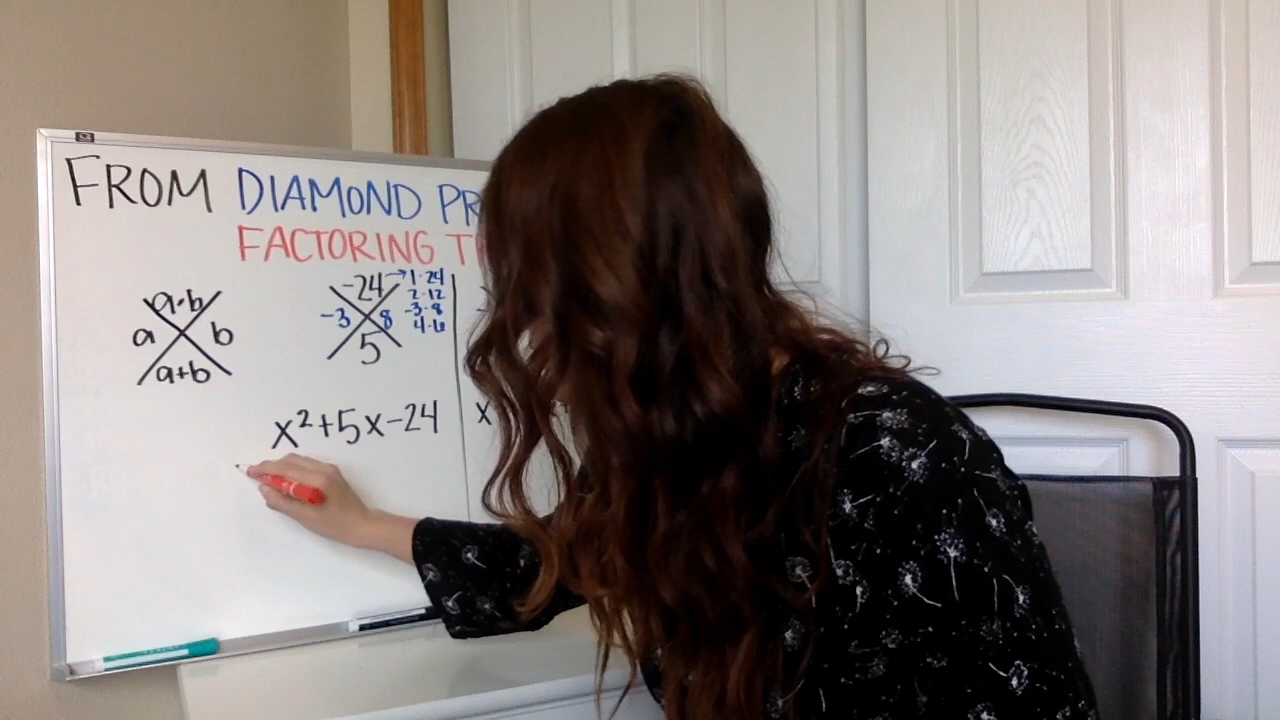 FROM DIAMOND PR
FACTORING T
a·b
a b
a+b
-24 → 1·24
2·12
-3·8
4·6
-3 8
5
x²+5x-24
x